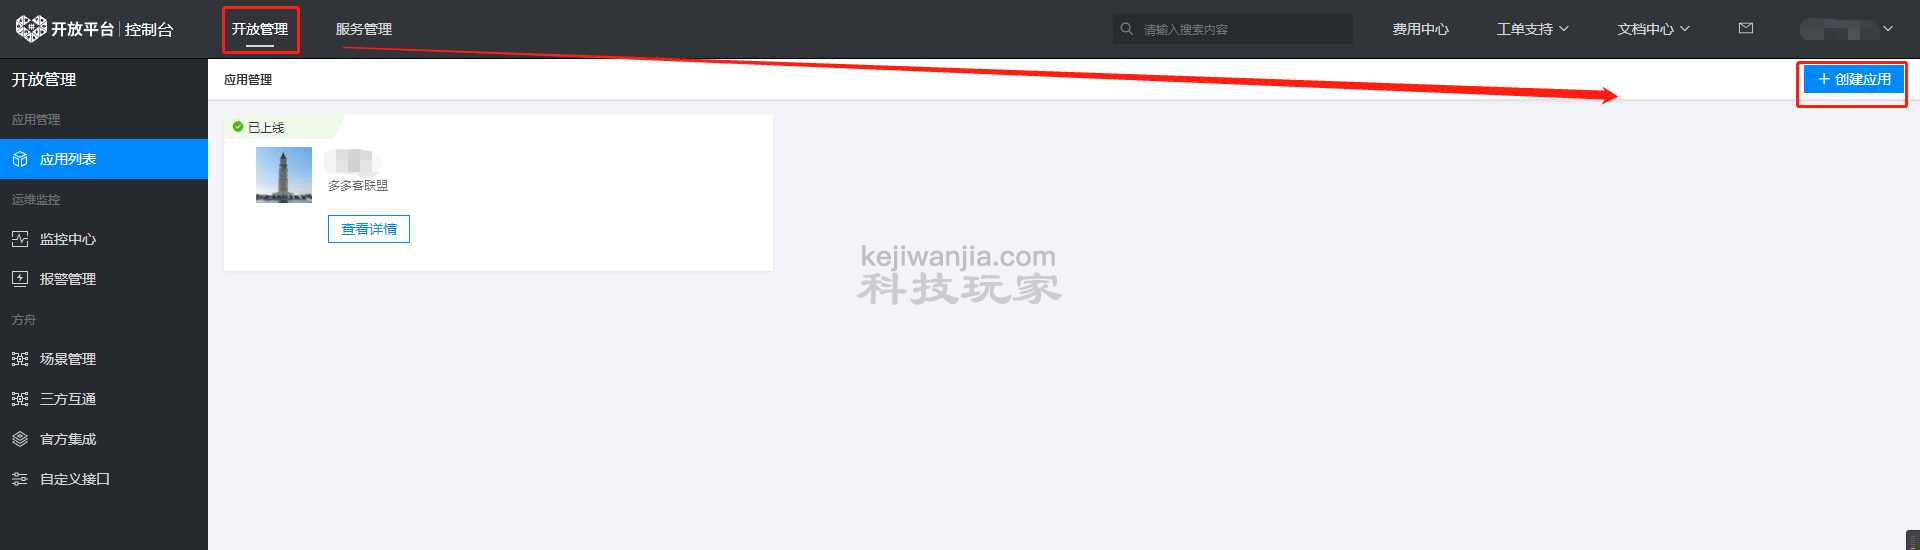 开放平台 控制台
开放管理
服务管理
请输入搜索内容
费用中心
工单支持
文档中心
开放管理
应用管理
应用列表
运维监控
监控中心
报警管理
方舟
场景管理
三方互通
官方集成
自定义接口
应用管理
创建应用
已上线
多多客联盟
查看详情
kejiwanjia.com
科技玩家